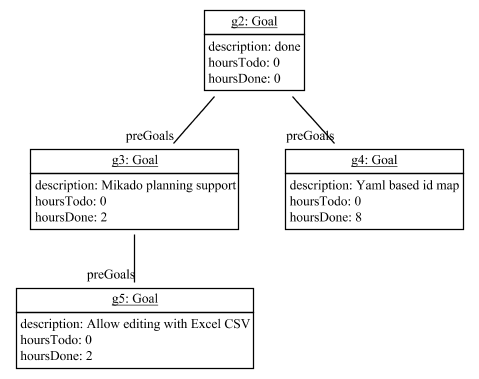 g2: Goal
description: done
hoursTodo: 0
hoursDone: 0
preGoals
preGoals
g3: Goal
description: Mikado planning support
hoursTodo: 0
hoursDone: 2
g4: Goal
description: Yaml based id map
hoursTodo: 0
hoursDone: 8
preGoals
g5: Goal
description: Allow editing with Excel CSV
hoursTodo: 0
hoursDone: 2